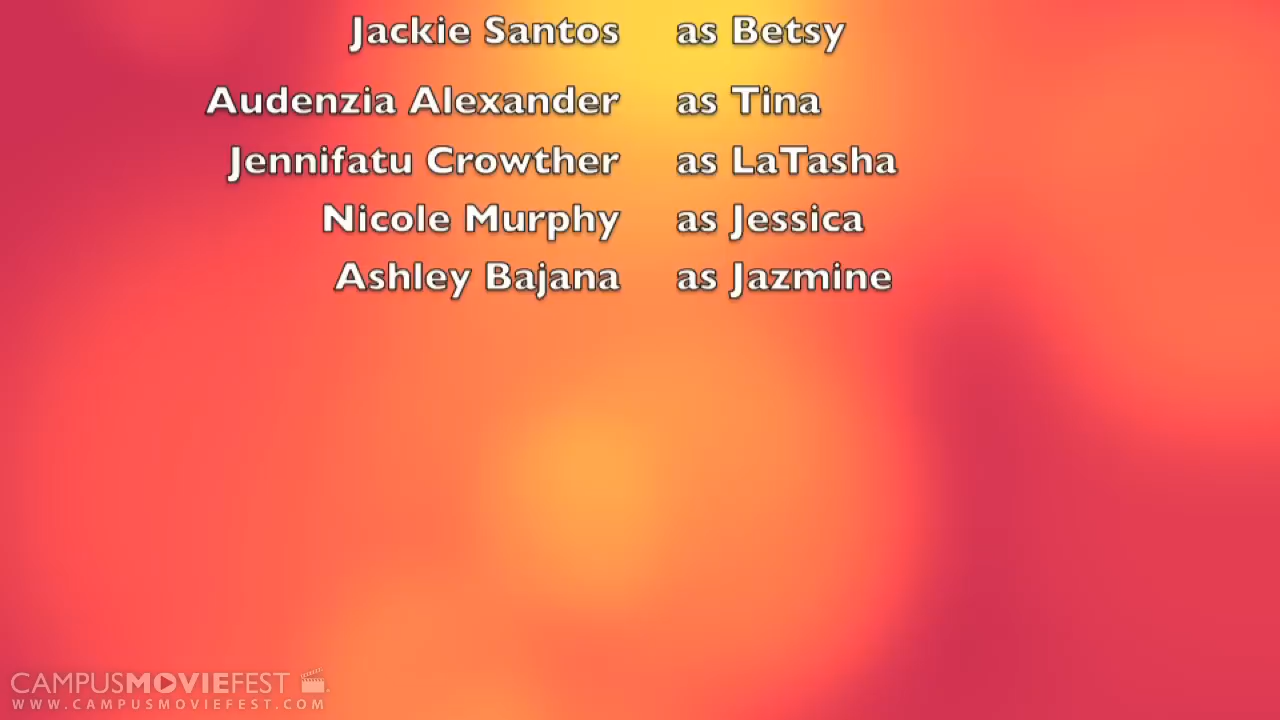 Jackie Santos as Betsy
Audenzia Alexander as Tina
Jennifatu Crowther as LaTasha
Nicole Murphy as Jessica
Ashley Bajana as Jazmine
CAMPUSMOVIEFEST
WWW.CAMPUSMOVIEFEST.COM